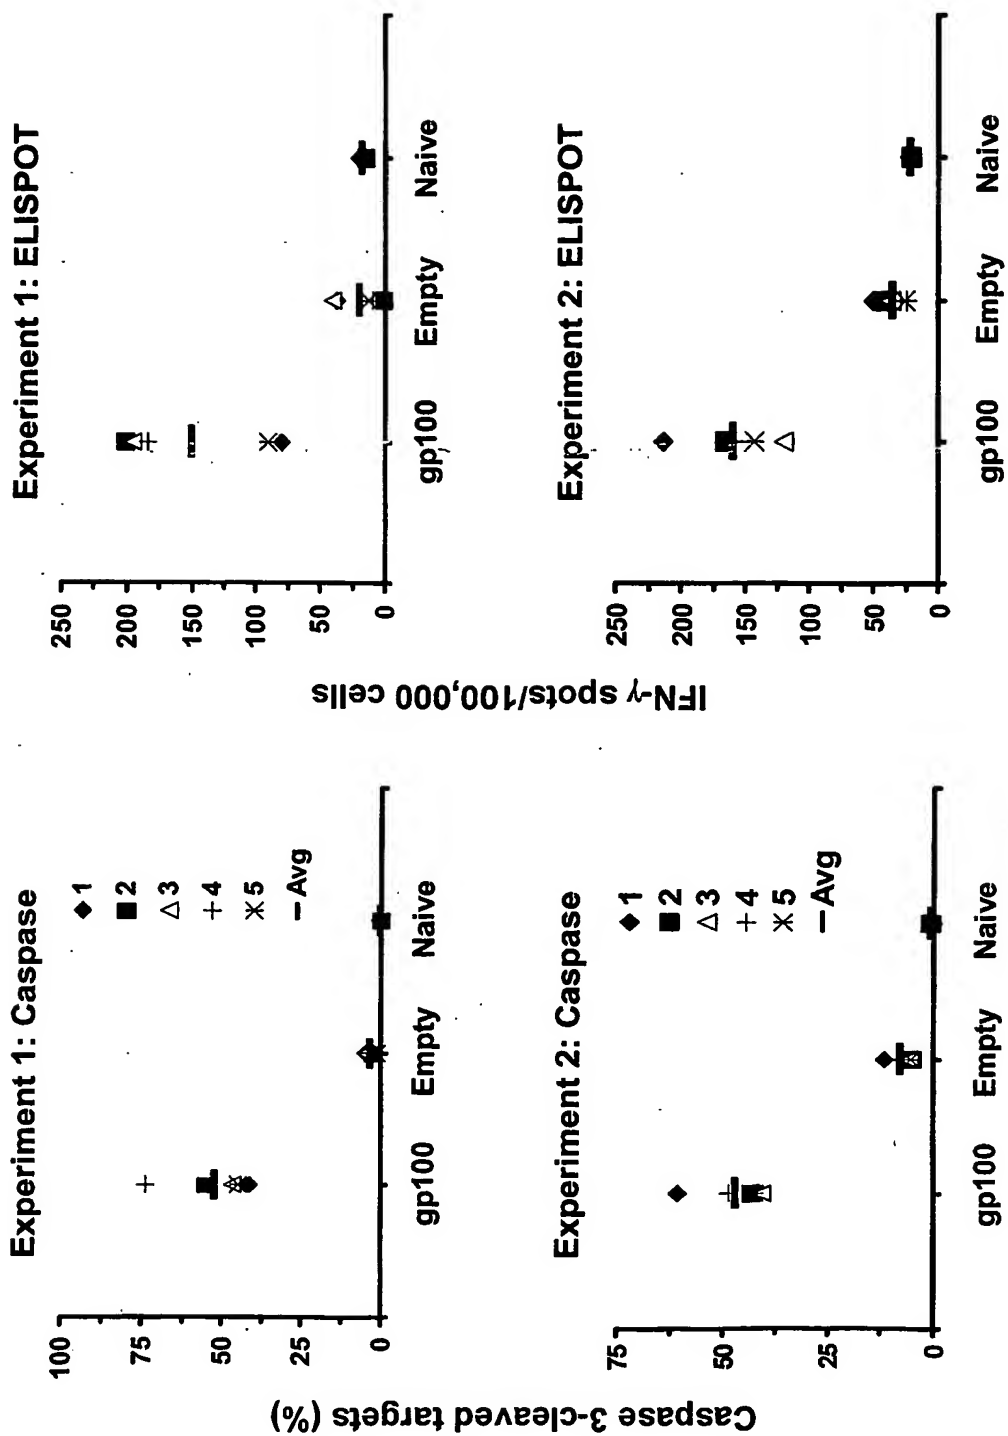 Experiment 1: Caspase
Caspase 3-cleaved targets (%)
100
75
50
25
0
gp100 Empty Naive
1
2
3
4
5
Avg
Experiment 1: ELISPOT
IFN-γ spots/100,000 cells
250
200
150
100
50
0
gp100 Empty Naive
Experiment 2: Caspase
75
50
25
0
gp100 Empty Naive
1
2
3
4
5
Avg
Experiment 2: ELISPOT
250
200
150
100
50
0
gp100 Empty Naive